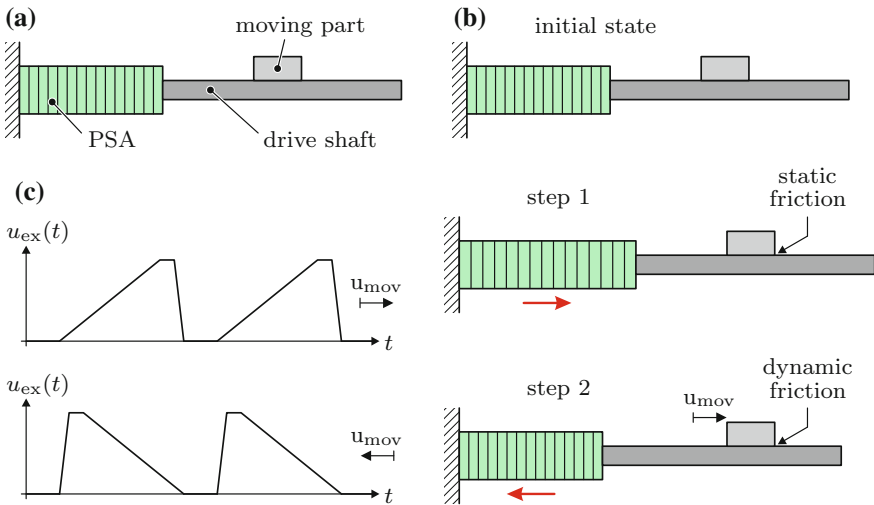 (a)
moving part
PSA
drive shaft
(b)
initial state
step 1
static
friction
step 2
dynamic
friction
u_mov
(c)
u_ex(t)
u_mov
t
u_ex(t)
u_mov
t